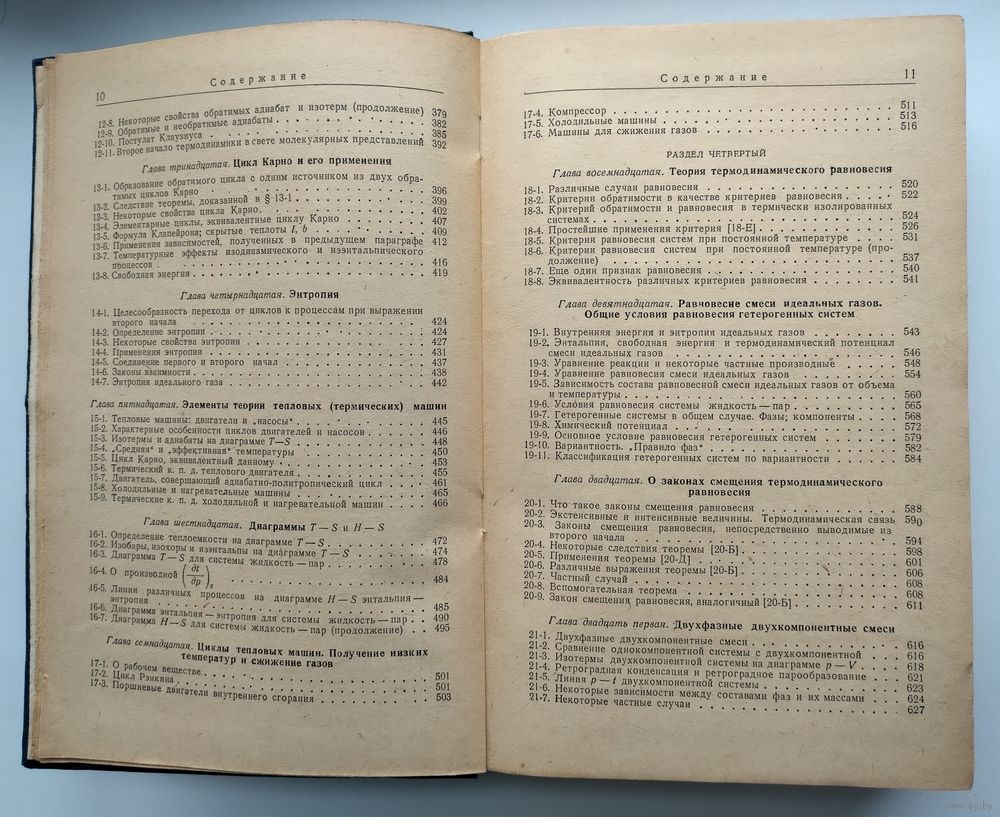 10
Содержание
12-8. Некоторые свойства обратимых адиабат и изотерм (продолжение) 379
12-9. Обратимые и необратимые адиабаты 382
12-10. Постулат Клаузиуса 385
12-11. Второе начало термодинамики в свете молекулярных представлений 392
Глава тринадцатая. Цикл Карно и его применения
13-1. Образование обратимого цикла с одним источником из двух обра-
тимых циклов Карно 396
13-2. Следствие теоремы, доказанной в § 13-1 399
13-3. Некоторые свойства цикла Карно 402
13-4. Элементарные циклы, эквивалентные циклу Карно 407
13-5. Формула Клапейрона; скрытые теплоты l, b 409
13-6. Применения зависимостей, полученных в предыдущем параграфе 412
13-7. Температурные эффекты изодинамического и изэнтальпического
процессов 416
13-8. Свободная энергия 419
Глава четырнадцатая. Энтропия
14-1. Целесообразность перехода от циклов к процессам при выражении
второго начала 424
14-2. Определение энтропии 424
14-3. Некоторые свойства энтропии 427
14-4. Применения энтропии 431
14-5. Соединение первого и второго начал 437
14-6. Законы взаимности 438
14-7. Энтропия идеального газа 442
Глава пятнадцатая. Элементы теории тепловых (термических) машин
15-1. Тепловые машины: двигатели и „насосы“ 445
15-2. Характерные особенности циклов двигателей и насосов 446
15-3. Изотермы и адиабаты на диаграмме T—S 448
15-4. „Средняя“ и „эффективная“ температуры 450
15-5. Цикл Карно, эквивалентный данному 453
15-6. Термический к. п. д. теплового двигателя 455
15-7. Двигатель, совершающий адиабатно-политропический цикл 461
15-8. Холодильные и нагревательные машины 465
15-9. Термические к. п. д. холодильной и нагревательной машин 466
Глава шестнадцатая. Диаграммы T—S и H—S
16-1. Определение теплоемкости на диаграмме T—S 472
16-2. Изобары, изохоры и изэнтальпы на диаграмме T—S 474
16-3. Диаграмма T—S для системы жидкость—пар 478
16-4. О производной (dt/dp) 484
16-5. Линии различных процессов на диаграмме H—S энтальпия—
энтропия 485
16-6. Диаграмма энтальпия—энтропия для системы жидкость—пар 490
16-7. Диаграмма H—S для системы жидкость—пар (продолжение) 495
Глава семнадцатая. Циклы тепловых машин. Получение низких
температур и сжижение газов
17-1. О рабочем веществе 501
17-2. Цикл Рэнкина 501
17-3. Поршневые двигатели внутреннего сгорания 503
Содержание
11
17-4. Компрессор 511
17-5. Холодильные машины 513
17-6. Машины для сжижения газов 516
РАЗДЕЛ ЧЕТВЕРТЫЙ
Глава восемнадцатая. Теория термодинамического равновесия
18-1. Различные случаи равновесия 520
18-2. Критерии обратимости в качестве критериев равновесия 522
18-3. Критерий обратимости и равновесия в термически изолированных
системах 524
18-4. Простейшие применения критерия [18-Е] 526
18-5. Критерии равновесия систем при постоянной температуре 531
18-6. Критерии равновесия систем при постоянной температуре (про-
должение) 537
18-7. Еще один признак равновесия 540
18-8. Эквивалентность различных критериев равновесия 541
Глава девятнадцатая. Равновесие смеси идеальных газов.
Общие условия равновесия гетерогенных систем
19-1. Внутренняя энергия и энтропия идеальных газов 543
19-2. Энтальпия, свободная энергия и термодинамический потенциал
смеси идеальных газов 546
19-3. Уравнение реакции и некоторые частные производные 548
19-4. Уравнение равновесия смеси идеальных газов 554
19-5. Зависимость состава равновесной смеси идеальных газов от объема
и температуры 560
19-6. Условия равновесия системы жидкость—пар 565
19-7. Гетерогенные системы в общем случае. Фазы; компоненты 568
19-8. Химический потенциал 572
19-9. Основное условие равновесия гетерогенных систем 579
19-10. Вариантность. „Правило фаз“ 582
19-11. Классификация гетерогенных систем по вариантности 584
Глава двадцатая. О законах смещения термодинамического
равновесия
20-1. Что такое законы смещения равновесия 588
20-2. Экстенсивные и интенсивные величины. Термодинамическая связь 590
20-3. Законы смещения равновесия, непосредственно выводимые из
второго начала 594
20-4. Некоторые следствия теоремы [20-Б] 598
20-5. Применения теоремы [20-Д] 601
20-6. Различные выражения теоремы [20-Б] 606
20-7. Частный случай 608
20-8. Вспомогательная теорема 608
20-9. Закон смещения равновесия, аналогичный [20-Б] 611
Глава двадцать первая. Двухфазные двухкомпонентные смеси
21-1. Двухфазные двухкомпонентные смеси 616
21-2. Сравнение однокомпонентной системы с двухкомпонентной 616
21-3. Изотермы двухкомпонентной системы на диаграмме p—V 618
21-4. Ретроградная конденсация и ретроградное парообразование 621
21-5. Линия p—t двухкомпонентной системы 623
21-6. Некоторые зависимости между составами фаз и их массами 624
21-7. Некоторые частные случаи 627
www.ay.by